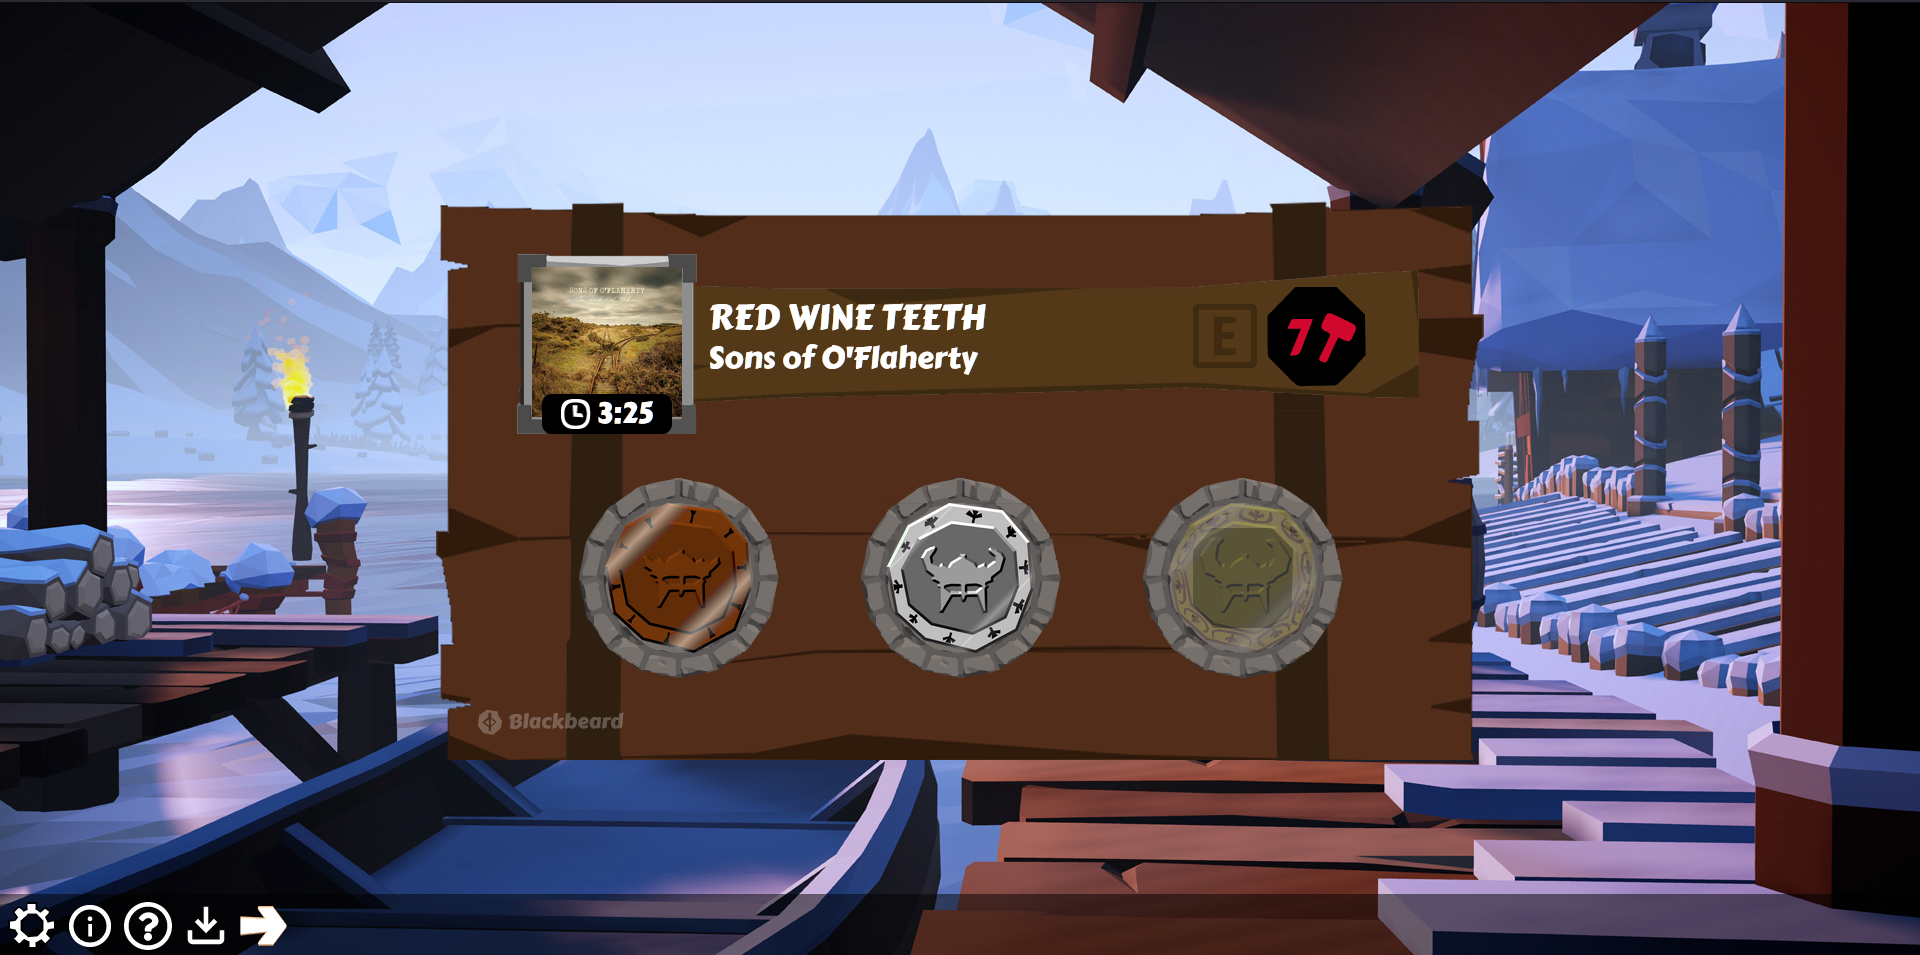 SONS OF O'FLAHERTY
RED WINE TEETH
Sons of O'Flaherty
E
7
3:25
Blackbeard